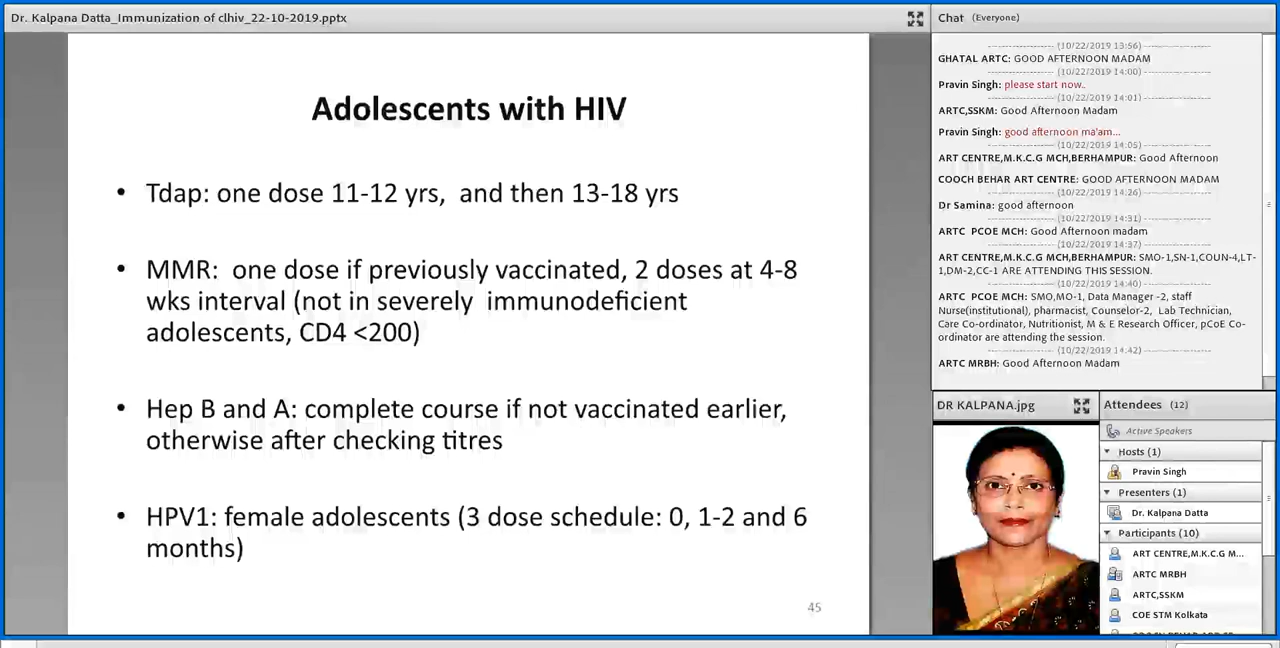 Dr. Kalpana Datta_Immunization of clhiv_22-10-2019.pptx
Adolescents with HIV
• Tdap: one dose 11-12 yrs, and then 13-18 yrs
• MMR: one dose if previously vaccinated, 2 doses at 4-8
wks interval (not in severely immunodeficient
adolescents, CD4 <200)
• Hep B and A: complete course if not vaccinated earlier,
otherwise after checking titres
• HPV1: female adolescents (3 dose schedule: 0, 1-2 and 6
months)
45
Chat (Everyone)
(10/22/2019 13:56)
GHATAL ARTC: GOOD AFTERNOON MADAM
(10/22/2019 14:00)
Pravin Singh: please start now..
(10/22/2019 14:01)
ARTC,SSKM: Good Afternoon Madam
Pravin Singh: good afternoon ma'am...
(10/22/2019 14:05)
ART CENTRE,M.K.C.G MCH,BERHAMPUR: Good Afternoon
COOCH BEHAR ART CENTRE: GOOD AFTERNOON MADAM
(10/22/2019 14:26)
Dr Samina: good afternoon
(10/22/2019 14:31)
ARTC PCOE MCH: Good Afternoon madam
(10/22/2019 14:37)
ART CENTRE,M.K.C.G MCH,BERHAMPUR: SMO-1,SN-1,COUN-4,LT-
1,DM-2,CC-1 ARE ATTENDING THIS SESSION.
(10/22/2019 14:40)
ARTC PCOE MCH: SMO,MO-1, Data Manager -2, staff
Nurse(institutional), pharmacist, Counselor-2, Lab Technician,
Care Co-ordinator, Nutritionist, M & E Research Officer, pCoE Co-
ordinator are attending the session.
(10/22/2019 14:42)
ARTC MRBH: Good Afternoon Madam
DR KALPANA.jpg
Attendees (12)
Active Speakers
Hosts (1)
Pravin Singh
Presenters (1)
Dr. Kalpana Datta
Participants (10)
ART CENTRE,M.K.C.G M...
ARTC MRBH
ARTC,SSKM
COE STM Kolkata